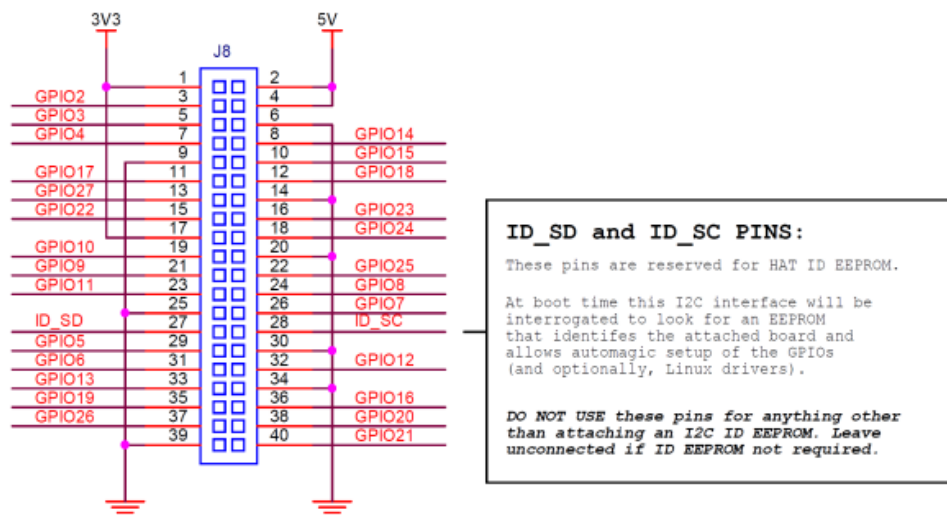 3V3 5V
J8
1 2
GPIO2 3 4
GPIO3 5 6
GPIO4 7 8 GPIO14
9 10 GPIO15
GPIO17 11 12 GPIO18
GPIO27 13 14
GPIO22 15 16 GPIO23
17 18 GPIO24
GPIO10 19 20
GPIO9 21 22 GPIO25
GPIO11 23 24 GPIO8
25 26 GPIO7
ID_SD 27 28 ID_SC
GPIO5 29 30
GPIO6 31 32 GPIO12
GPIO13 33 34
GPIO19 35 36 GPIO16
GPIO26 37 38 GPIO20
39 40 GPIO21
ID_SD and ID_SC PINS:
These pins are reserved for HAT ID EEPROM.
At boot time this I2C interface will be
interrogated to look for an EEPROM
that identifes the attached board and
allows automagic setup of the GPIOs
(and optionally, Linux drivers).
DO NOT USE these pins for anything other
than attaching an I2C ID EEPROM. Leave
unconnected if ID EEPROM not required.